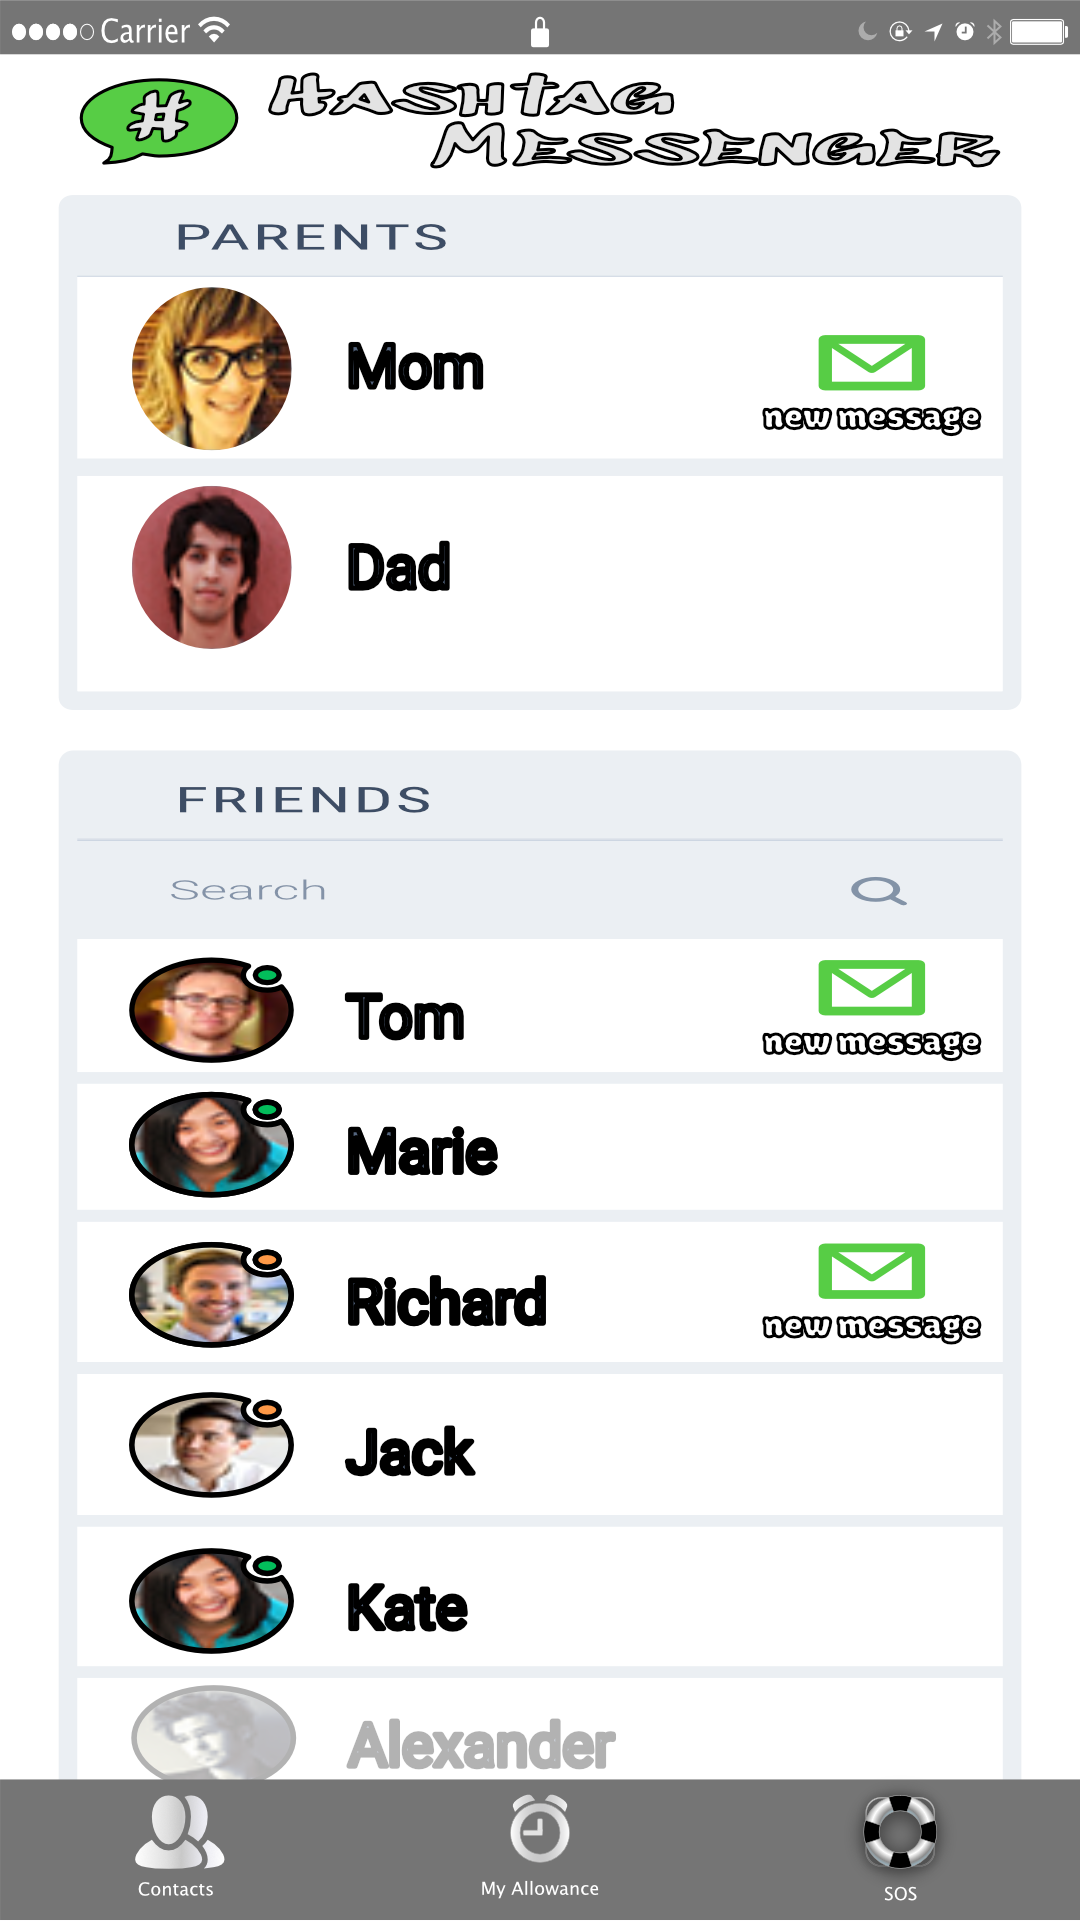 Carrier
#
Hashtag
Messenger
PARENTS
Mom
new message
Dad
FRIENDS
Search
Tom
new message
Marie
Richard
new message
Jack
Kate
Alexander
Contacts
My Allowance
SOS